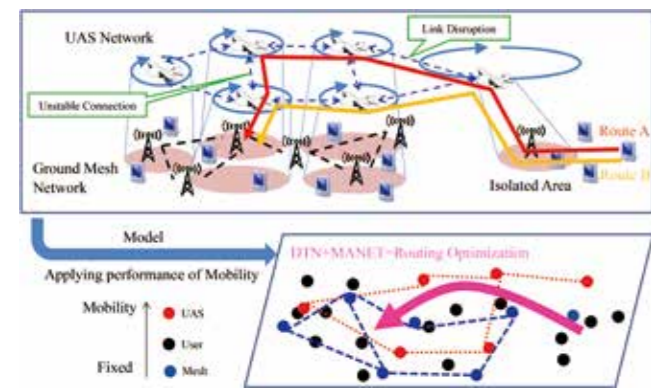 UAS Network
Link Disruption
Unstable Connection
Ground Mesh
Network
Route A
Route B
Isolated Area
Model
Applying performance of Mobility
DTN+MANET=Routing Optimization
Mobility
UAS
User
Fixed
Mesh